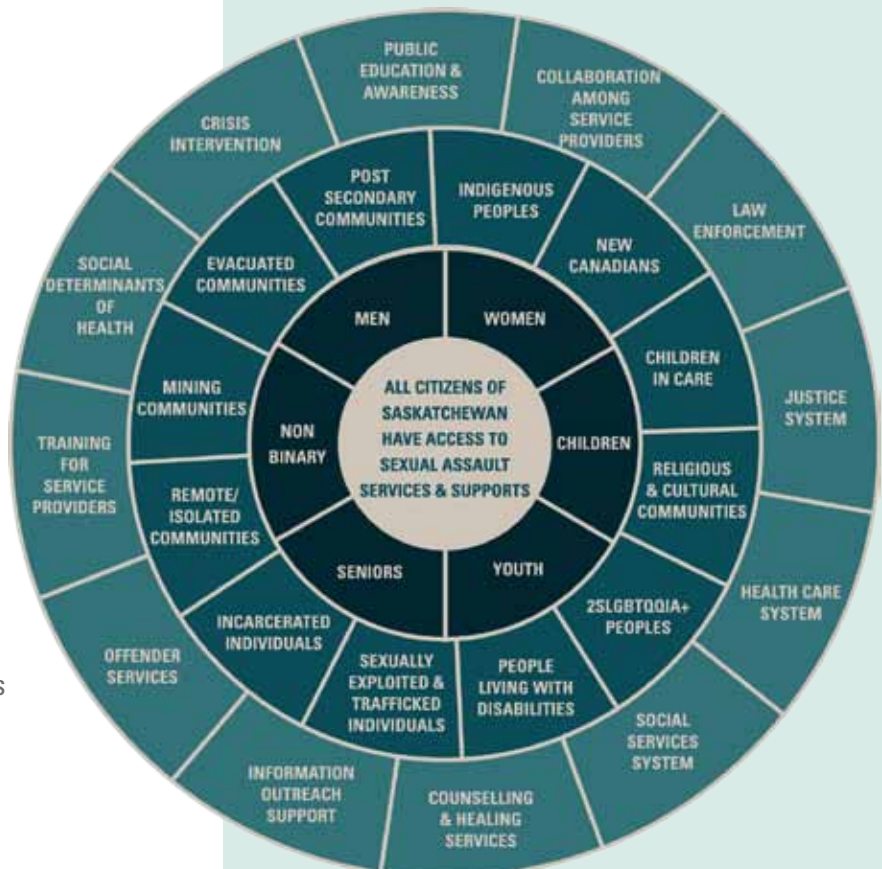 PUBLIC
EDUCATION &
AWARENESS
COLLABORATION
AMONG
SERVICE
PROVIDERS
LAW
ENFORCEMENT
JUSTICE
SYSTEM
HEALTH CARE
SYSTEM
SOCIAL
SERVICES
SYSTEM
COUNSELLING
& HEALING
SERVICES
INFORMATION
OUTREACH
SUPPORT
OFFENDER
SERVICES
TRAINING
FOR
SERVICE
PROVIDERS
SOCIAL
DETERMINANTS
OF
HEALTH
CRISIS
INTERVENTION
POST
SECONDARY
COMMUNITIES
INDIGENOUS
PEOPLES
NEW
CANADIANS
CHILDREN
IN CARE
RELIGIOUS
& CULTURAL
COMMUNITIES
2SLGBTQQIA+
PEOPLES
PEOPLE
LIVING WITH
DISABILITIES
SEXUALLY
EXPLOITED &
TRAFFICKED
INDIVIDUALS
INCARCERATED
INDIVIDUALS
REMOTE/
ISOLATED
COMMUNITIES
MINING
COMMUNITIES
EVACUATED
COMMUNITIES
MEN
WOMEN
CHILDREN
YOUTH
SENIORS
NON
BINARY
ALL CITIZENS OF
SASKATCHEWAN
HAVE ACCESS TO
SEXUAL ASSAULT
SERVICES & SUPPORTS